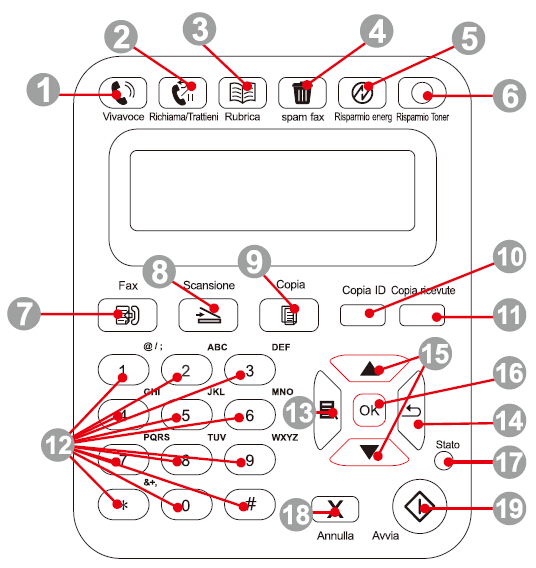 2 3 4 5
1 6
Vivavoce Richiama/Trattieni Rubrica spam fax Risparmio energ Risparmio Toner
8 9 10
Fax Scansione Copia Copia ID Copia ricevute
7 11
@ / ; ABC DEF
1 2 3
15
GHI JKL MNO
4 5 6
16
OK
13 14
12
PQRS TUV WXYZ
7 8 9
Stato
17
&+,
* 0 #
18 X 19
Annulla Avvia